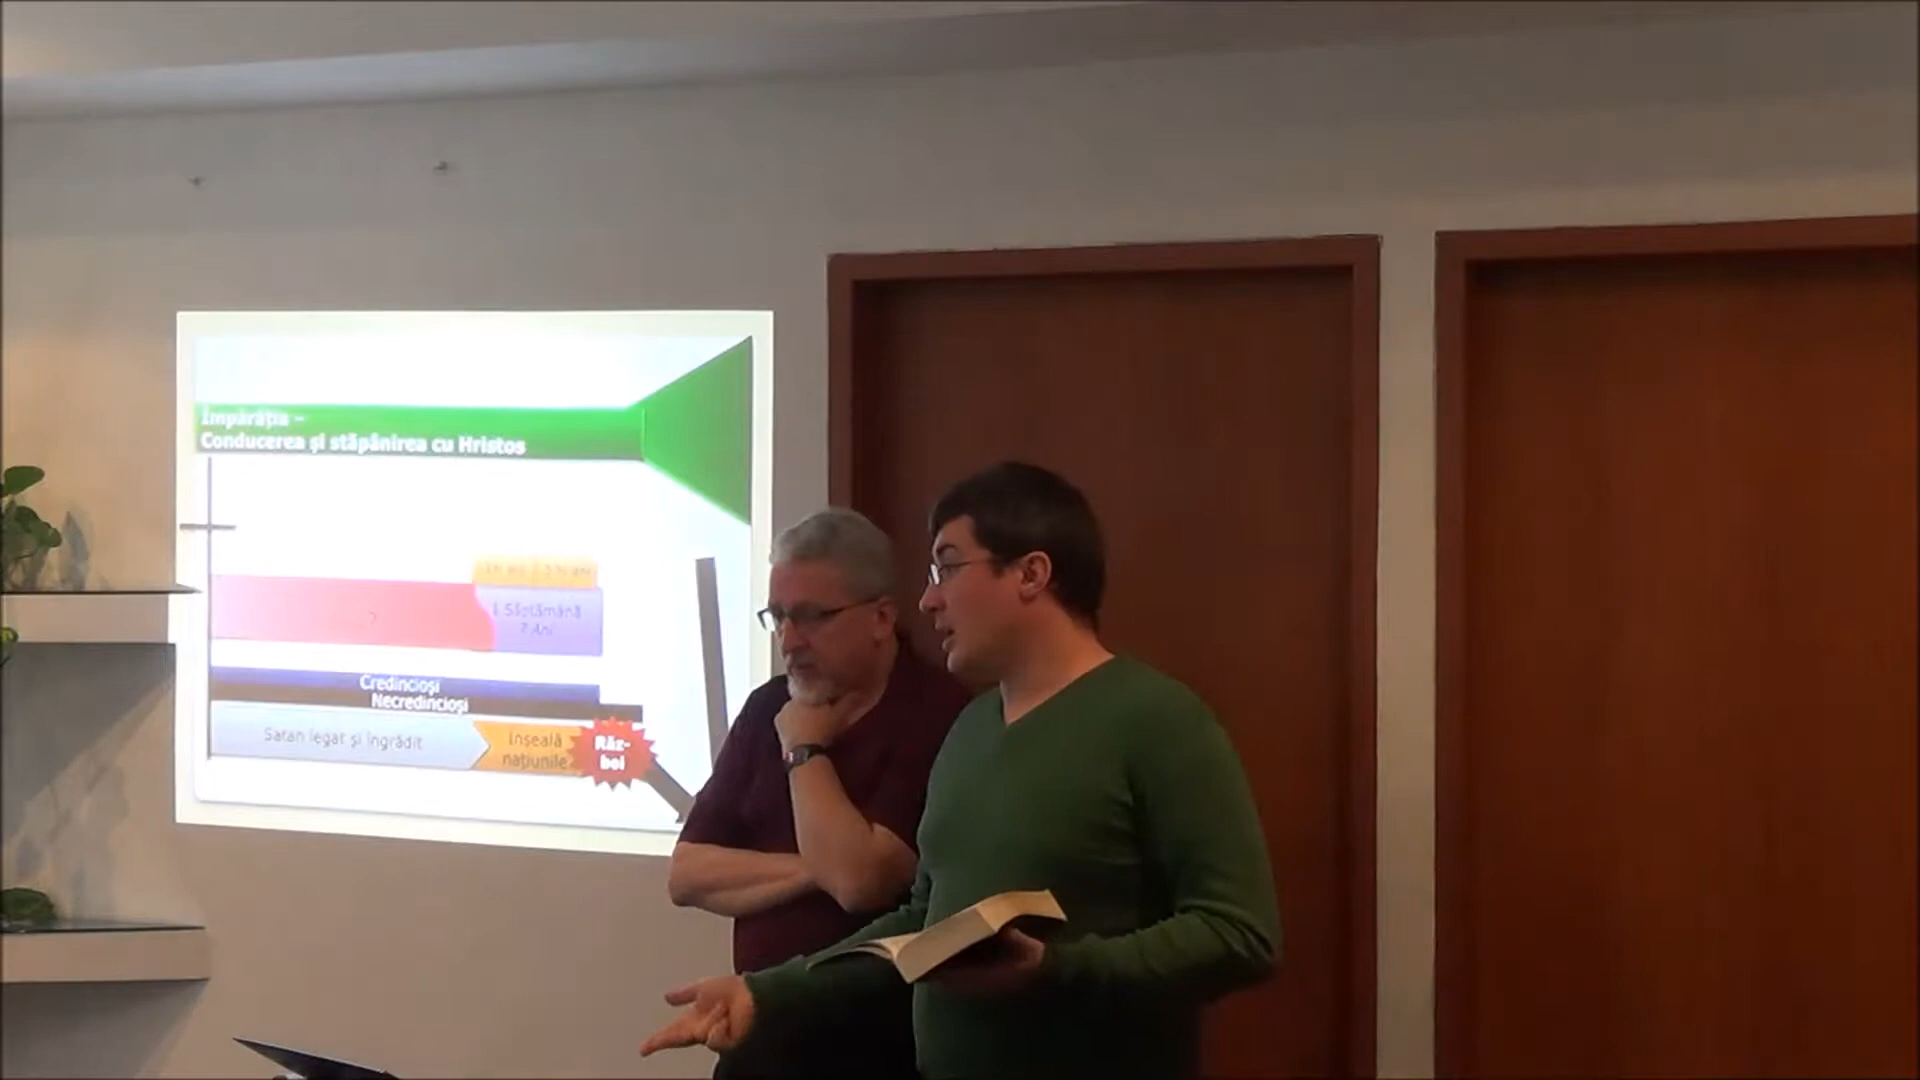 Împărăția –
Conducerea și stăpânirea cu Hristos
1 Săptămână
7 Ani
Credincioși
Necredincioși
Satan legat și îngrădit
Înșeală
națiunile
Răz-
boi